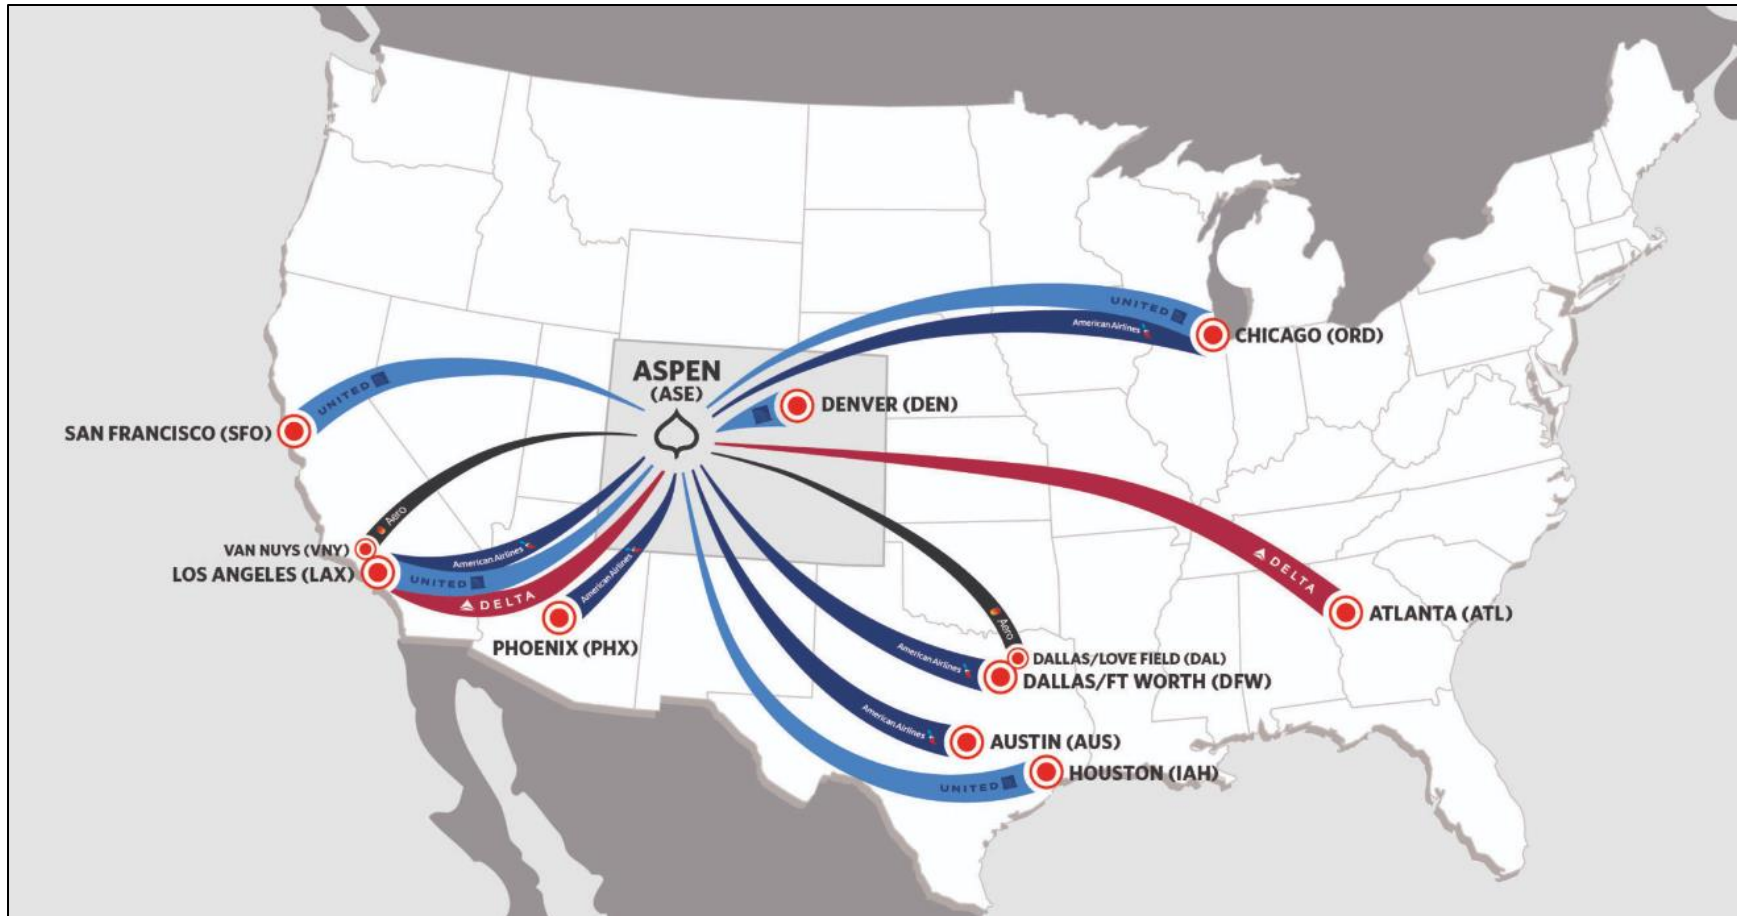 ASPEN
(ASE)
UNITED
American Airlines
CHICAGO (ORD)
DENVER (DEN)
UNITED
SAN FRANCISCO (SFO)
Aero
VAN NUYS (VNY)
LOS ANGELES (LAX)
American Airlines
UNITED
DELTA
American Airlines
PHOENIX (PHX)
DELTA
ATLANTA (ATL)
Aero
DALLAS/LOVE FIELD (DAL)
American Airlines
DALLAS/FT WORTH (DFW)
American Airlines
AUSTIN (AUS)
UNITED
HOUSTON (IAH)